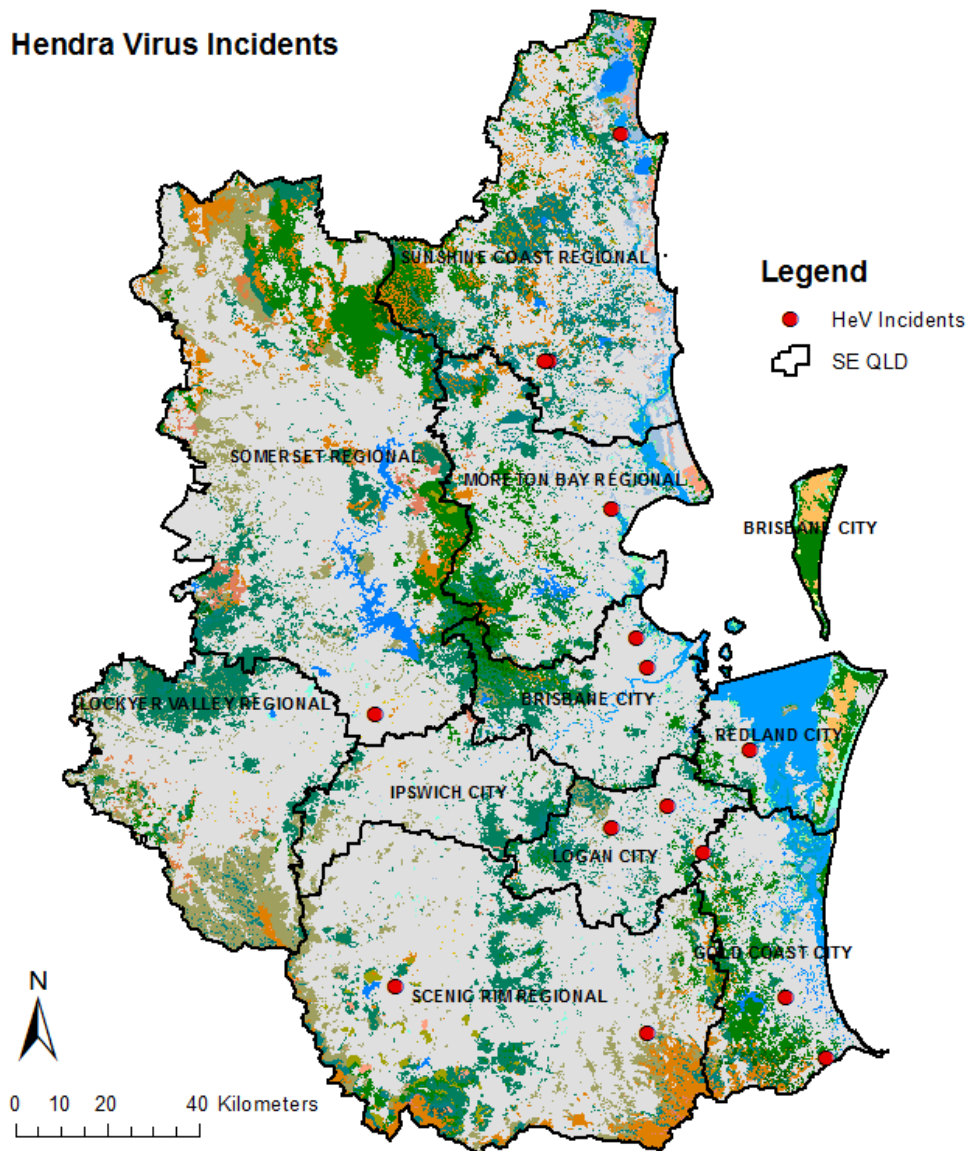 Hendra Virus Incidents
SUNSHINE COAST REGIONAL
Legend
HeV Incidents
SE QLD
SOMERSET REGIONAL
MORETON BAY REGIONAL
BRISBANE CITY
LOCKYER VALLEY REGIONAL
BRISBANE CITY
REDLAND CITY
IPSWICH CITY
LOGAN CITY
GOLD COAST CITY
SCENIC RIM REGIONAL
N
0 10 20 40 Kilometers